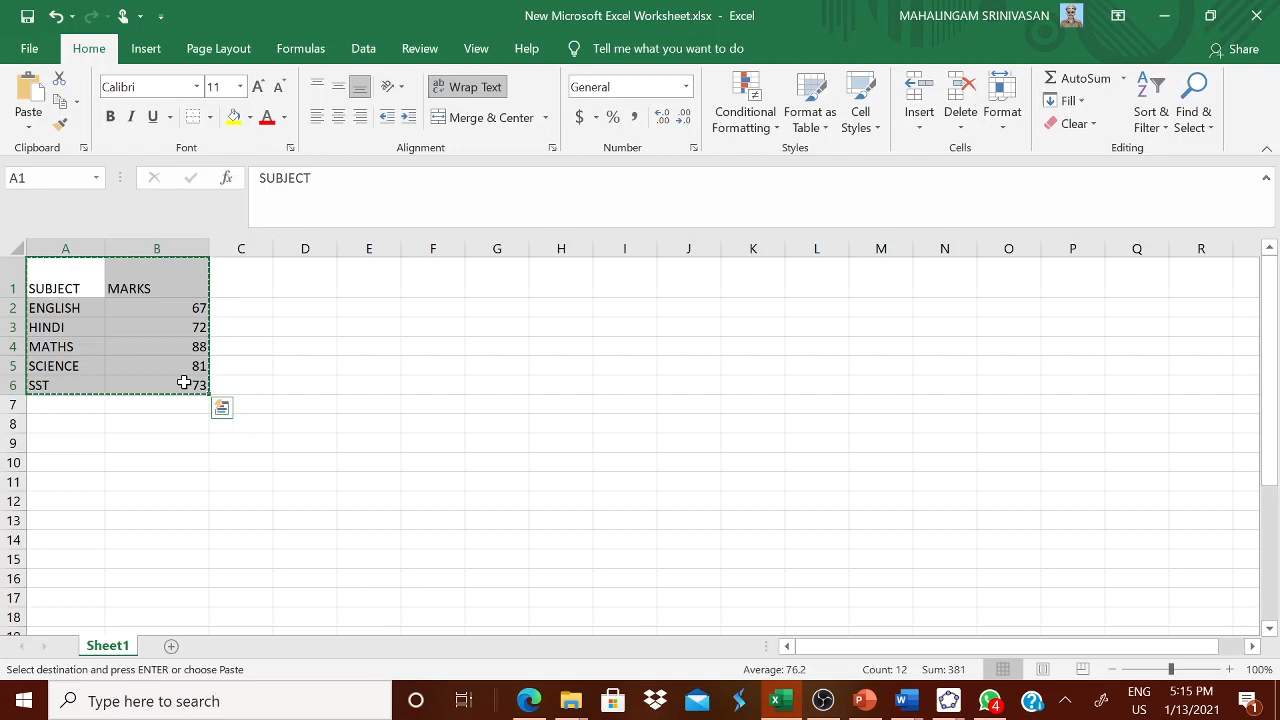 New Microsoft Excel Worksheet.xlsx - Excel
MAHALINGAM SRINIVASAN
File Home Insert Page Layout Formulas Data Review View Help Tell me what you want to do Share
Paste
Clipboard
Calibri 11
B I U A
Font
ab Wrap Text
Merge & Center
Alignment
General
$ % ,
Number
Conditional Formatting
Format as Table
Cell Styles
Styles
Insert Delete Format
Cells
AutoSum
Fill
Clear
Sort & Filter
Find & Select
Editing
A1 fx SUBJECT
A B C D E F G H I J K L M N O P Q R
1 SUBJECT MARKS
2 ENGLISH 67
3 HINDI 72
4 MATHS 88
5 SCIENCE 81
6 SST 73
7
8
9
10
11
12
13
14
15
16
17
18
Sheet1
Select destination and press ENTER or choose Paste Average: 76.2 Count: 12 Sum: 381 100%
Type here to search
4
ENG US
5:15 PM
1/13/2021
1